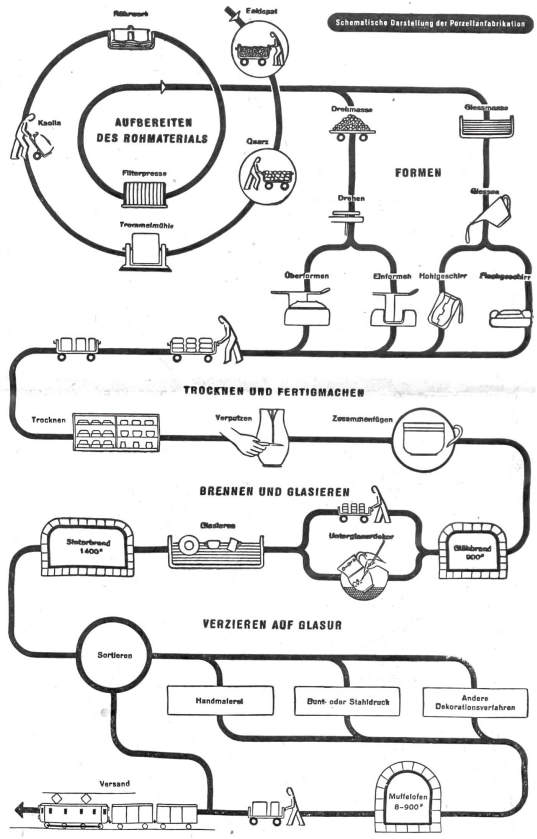 Schematische Darstellung der Porzellanfabrikation
Rührwerk
Feldspat
Kaolin
AUFBEREITEN
DES ROHMATERIALS
Quarz
Filterpresse
Trommelmühle
Drehmasse
Giessmasse
FORMEN
Drehen
Giessen
Überformen
Einformen
Hohlgeschirr
Flachgeschirr
TROCKNEN UND FERTIGMACHEN
Trocknen
Verputzen
Zusammenfügen
BRENNEN UND GLASIEREN
Sinterbrand
1400°
Glasieren
Unterglasurdekor
Glühbrand
900°
VERZIEREN AUF GLASUR
Sortieren
Handmalerei
Bunt- oder Stahldruck
Andere
Dekorationsverfahren
Versand
Muffelofen
8-900°